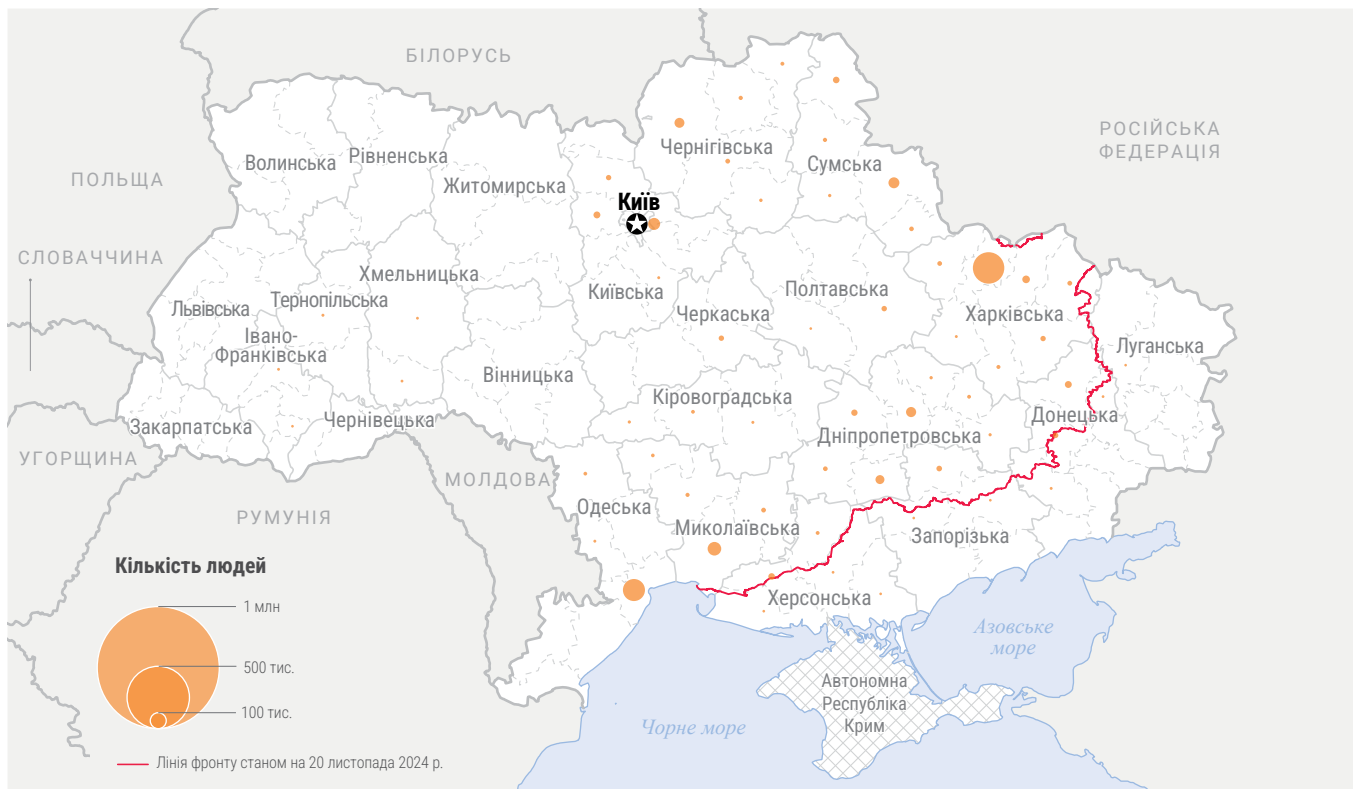 БІЛОРУСЬ
РОСІЙСЬКА
ФЕДЕРАЦІЯ
ПОЛЬЩА
СЛОВАЧЧИНА
УГОРЩИНА
РУМУНІЯ
МОЛДОВА
Волинська
Рівненська
Житомирська
Чернігівська
Сумська
Київ
Київська
Хмельницька
Тернопільська
Львівська
Івано-
Франківська
Закарпатська
Чернівецька
Вінницька
Черкаська
Полтавська
Харківська
Луганська
Кіровоградська
Дніпропетровська
Донецька
Одеська
Миколаївська
Запорізька
Херсонська
Азовське
море
Автономна
Республіка
Крим
Чорне море
Кількість людей
1 млн
500 тис.
100 тис.
Лінія фронту станом на 20 листопада 2024 р.